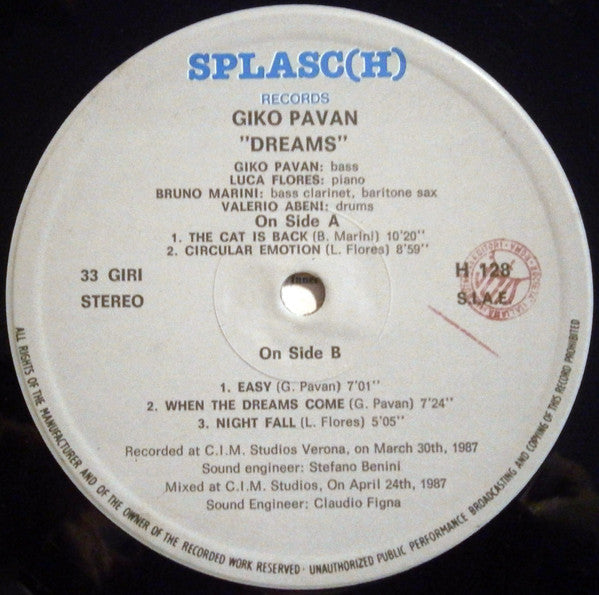 SPLASC(H)
RECORDS
GIKO PAVAN
"DREAMS"
GIKO PAVAN: bass
LUCA FLORES: piano
BRUNO MARINI: bass clarinet, baritone sax
VALERIO ABENI: drums
On Side A
1. THE CAT IS BACK (B. Marini) 10'20"
2. CIRCULAR EMOTION (L. Flores) 8'59"
33 GIRI
STEREO
H 128
S.I.A.E.
On Side B
1. EASY (G. Pavan) 7'01"
2. WHEN THE DREAMS COME (G. Pavan) 7'24"
3. NIGHT FALL (L. Flores) 5'05"
Recorded at C.I.M. Studios Verona, on March 30th, 1987
Sound engineer: Stefano Benini
Mixed at C.I.M. Studios, On April 24th, 1987
Sound Engineer: Claudio Figna
ALL RIGHTS OF THE MANUFACTURER AND OF THE OWNER OF THE RECORDED WORK RESERVED · UNAUTHORIZED PUBLIC PERFORMANCE BROADCASTING AND COPYING OF THIS RECORD PROHIBITED